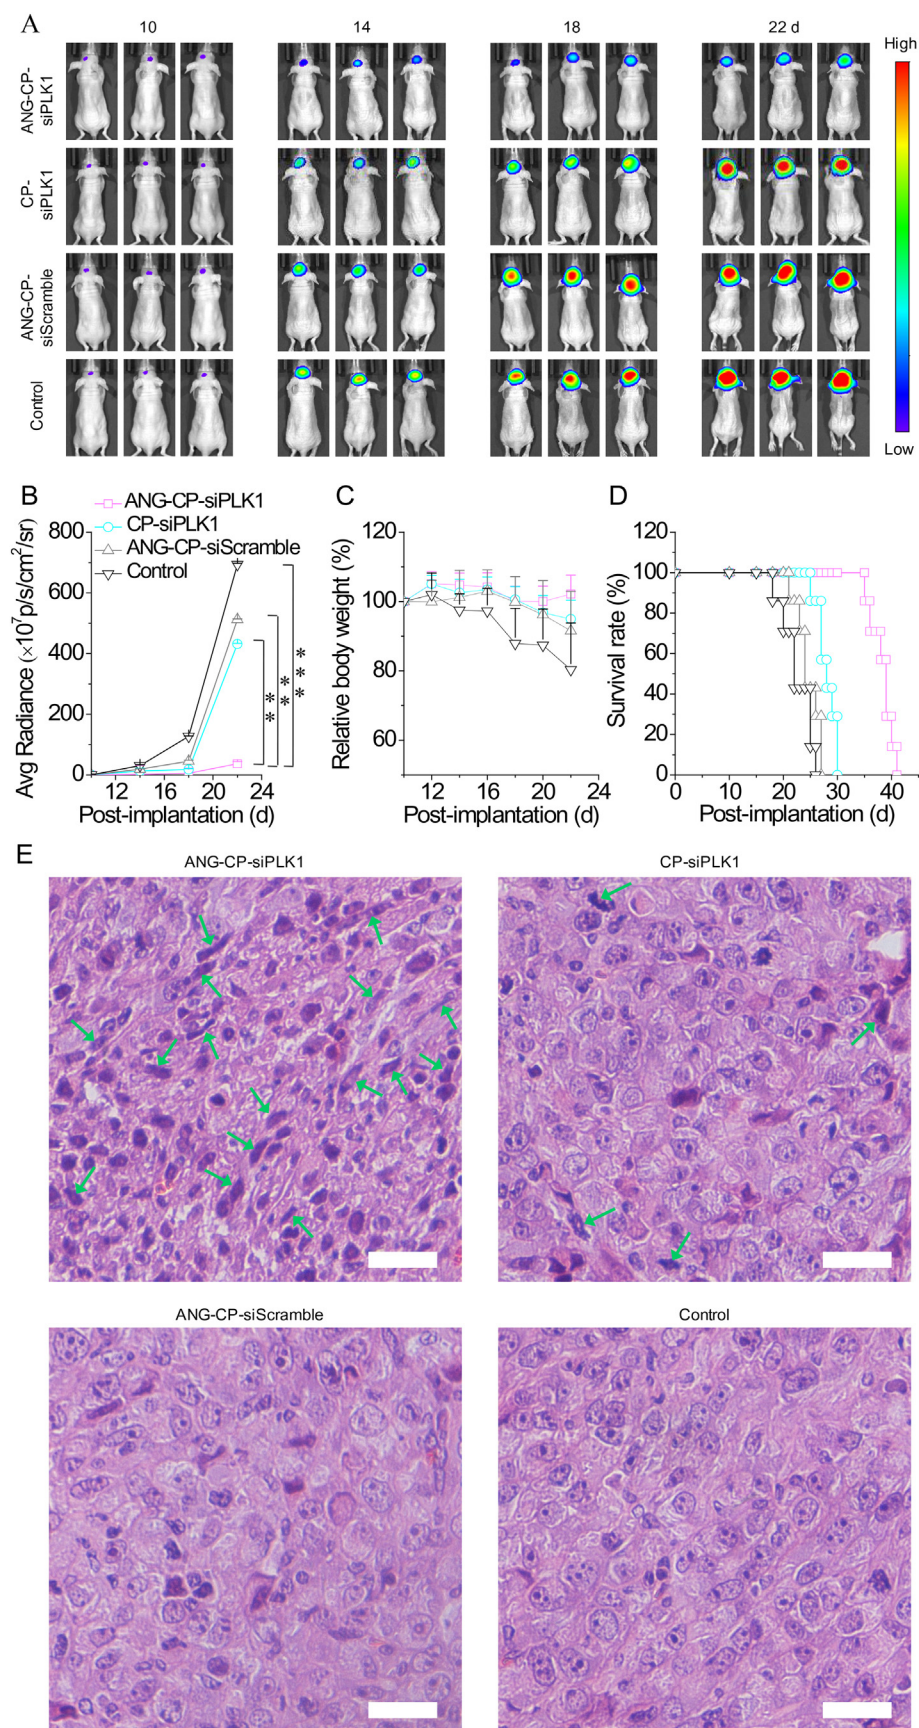 A
10 14 18 22 d
High
ANG-CP-
siPLK1
CP-
siPLK1
ANG-CP-
siScramble
Control
Low
B
ANG-CP-siPLK1
CP-siPLK1
ANG-CP-siScramble
Control
Avg Radiance (×10⁷p/s/cm²/sr)
800
600
400
200
0
12 16 20 24
Post-implantation (d)
**
**
***
C
Relative body weight (%)
120
100
80
60
12 16 20 24
Post-implantation (d)
D
Survival rate (%)
120
100
80
60
40
20
0
0 10 20 30 40
Post-implantation (d)
E
ANG-CP-siPLK1
CP-siPLK1
ANG-CP-siScramble
Control